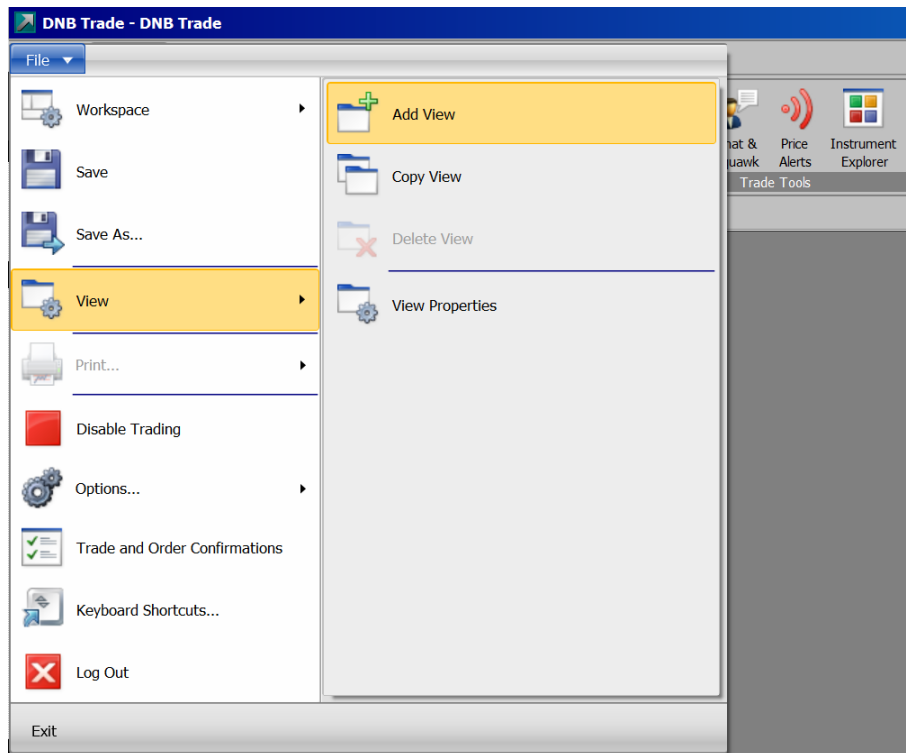 DNB Trade - DNB Trade
File
Workspace
Save
Save As...
View
Print...
Disable Trading
Options...
Trade and Order Confirmations
Keyboard Shortcuts...
Log Out
Exit
Add View
Copy View
Delete View
View Properties
&
Price
Alerts
Instrument
Explorer
Trade Tools